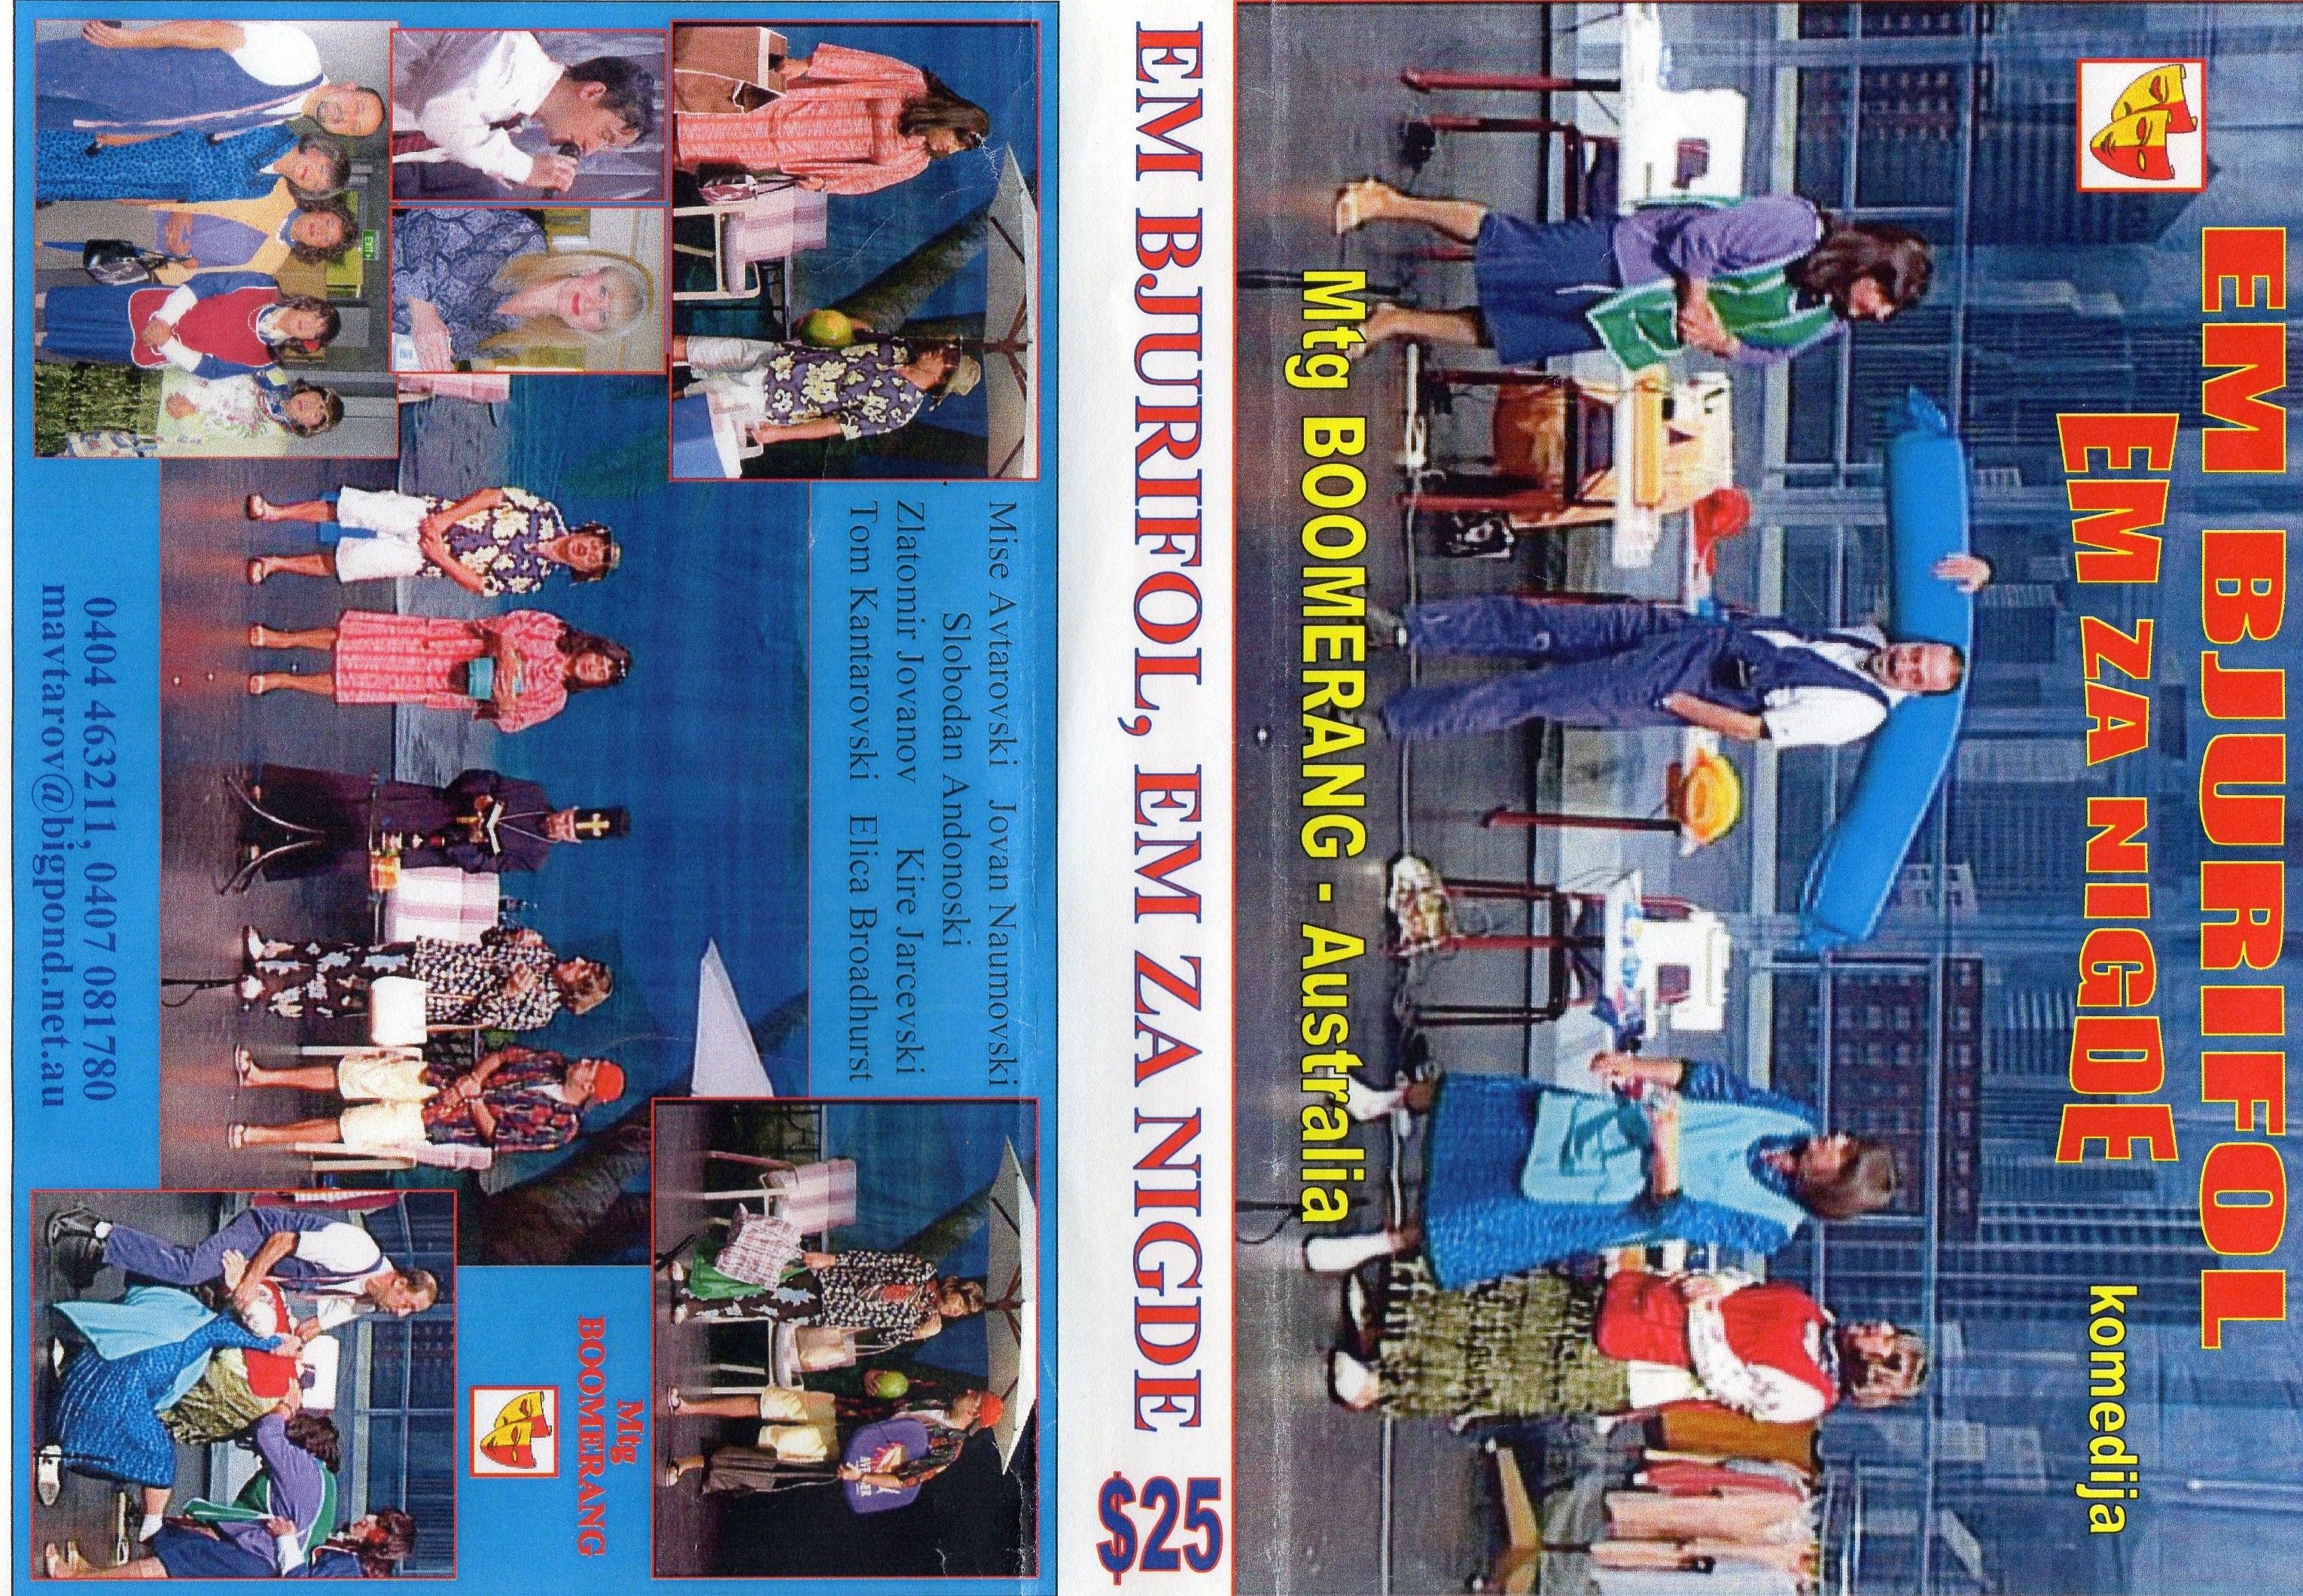 EM BJURIFOL
EM ZA NIGDE
komedija
Mtg BOOMERANG - Australia
EM BJURIFOL, EM ZA NIGDE
$25
Mise Avtarovski Jovan Naumovski
Slobodan Andonoski
Zlatomir Jovanov Kire Jarcevski
Tom Kantarovski Elica Broadhurst
Mtg
BOOMERANG
EXIT
0404 463211, 0407 081780
mavtarov@bigpond.net.au